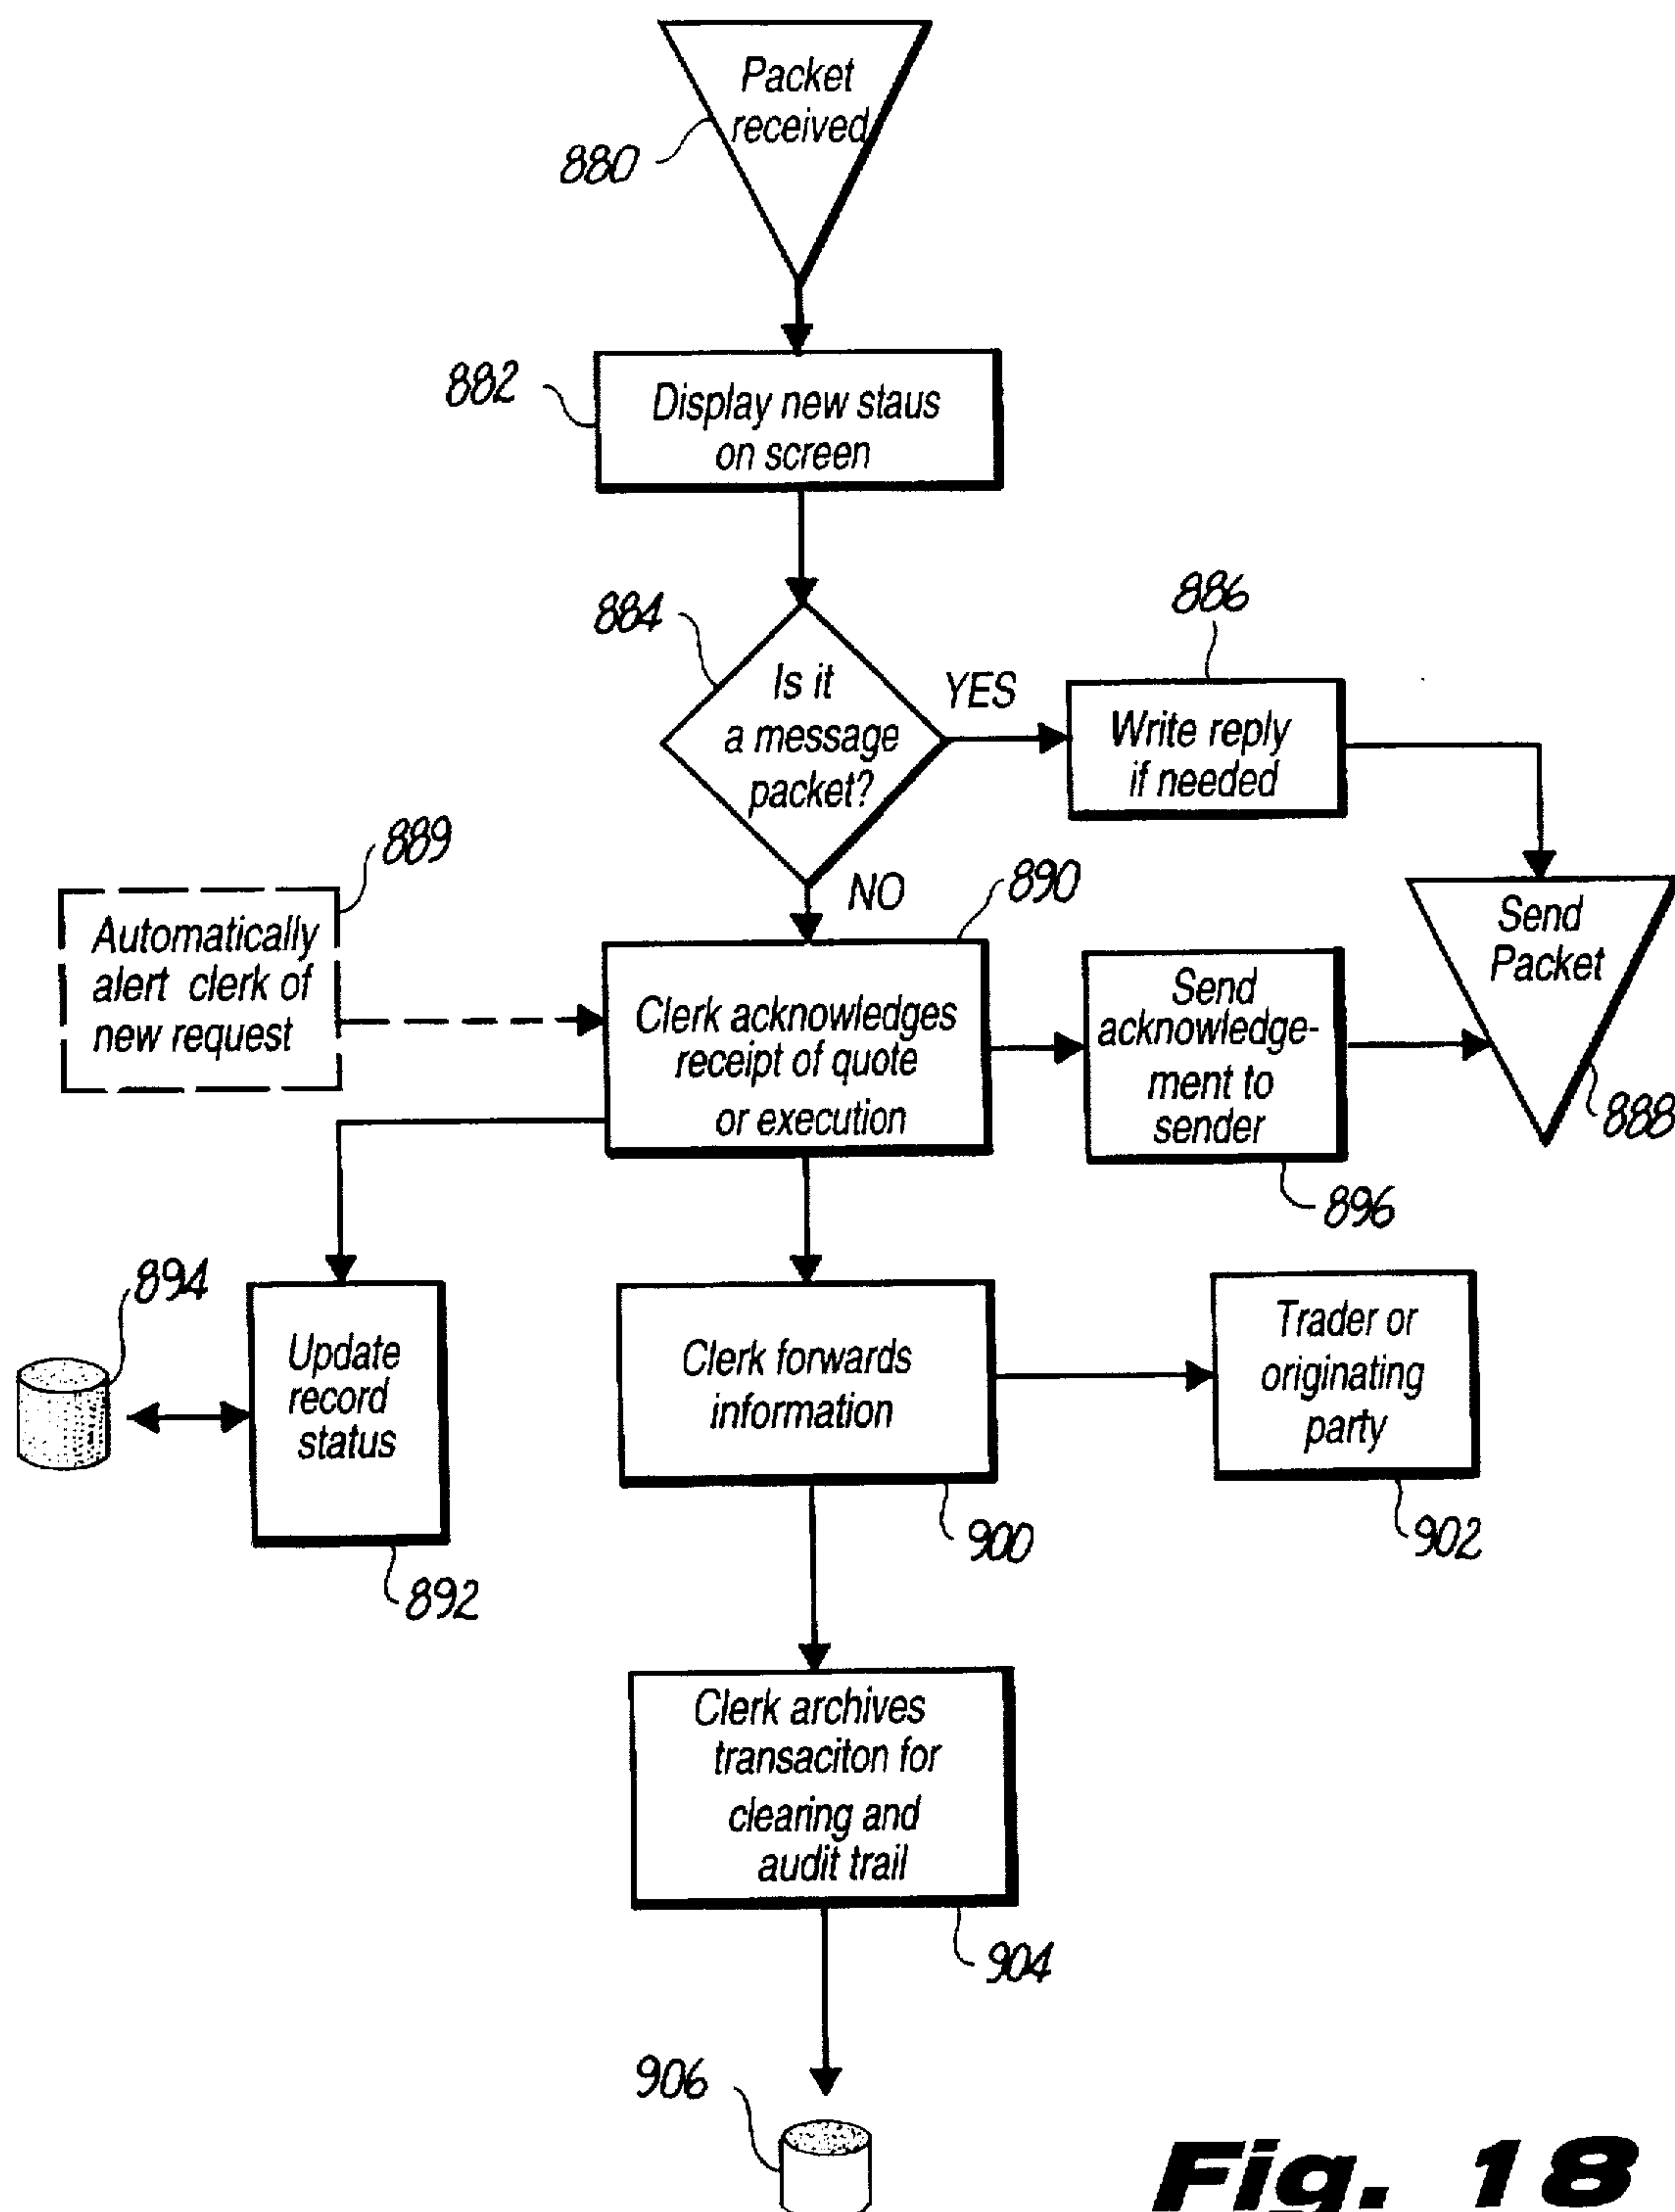 Packet
received
880
882
Display new staus
on screen
884
Is it
a message
packet?
YES
886
Write reply
if needed
889
Automatically
alert clerk of
new request
NO
890
Clerk acknowledges
receipt of quote
or execution
Send
acknowledge-
ment to
sender
896
Send
Packet
888
894
Update
record
status
892
Clerk forwards
information
900
Trader or
originating
party
902
Clerk archives
transaciton for
clearing and
audit trail
904
906
Fig. 18